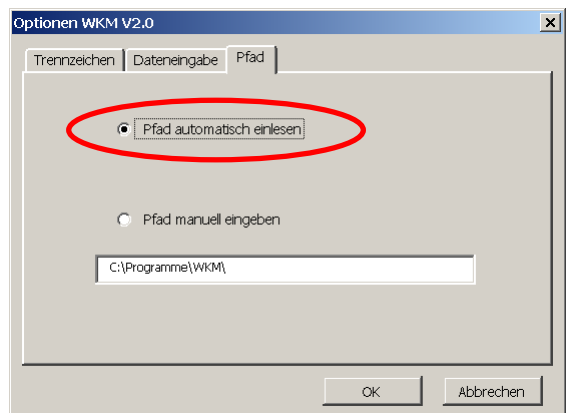 Optionen WKM V2.0
Trennzeichen Dateneingabe Pfad
Pfad automatisch einlesen
Pfad manuell eingeben
C:\Programme\WKM\
OK Abbrechen